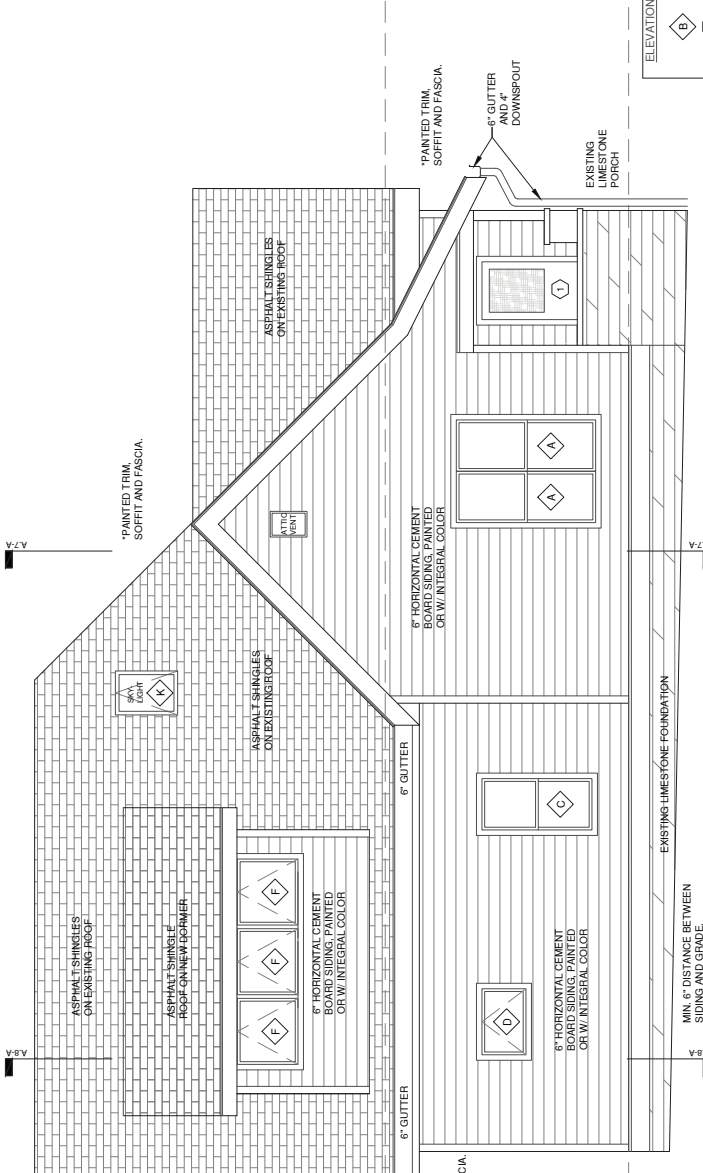 A.8-A
A.7-A
ASPHALT SHINGLES
ON EXISTING ROOF
*PAINTED TRIM,
SOFFIT AND FASCIA.
SKY-
LIGHT
K
ASPHALT SHINGLE
ROOF ON NEW DORMER
ASPHALT SHINGLES
ON EXISTING ROOF
ASPHALT SHINGLES
ON EXISTING ROOF
F
F
F
ATTIC
VENT
6" HORIZONTAL CEMENT
BOARD SIDING, PAINTED
OR W/ INTEGRAL COLOR
6" GUTTER
6" GUTTER
*PAINTED TRIM,
SOFFIT AND FASCIA.
6" GUTTER
AND 4"
DOWNSPOUT
6" HORIZONTAL CEMENT
BOARD SIDING, PAINTED
OR W/ INTEGRAL COLOR
CIA.
D
C
A
A
1
6" HORIZONTAL CEMENT
BOARD SIDING, PAINTED
OR W/ INTEGRAL COLOR
EXISTING
LIMESTONE
PORCH
EXISTING LIMESTONE FOUNDATION
MIN. 6" DISTANCE BETWEEN
SIDING AND GRADE.
8-A
7-A
ELEVATION
B